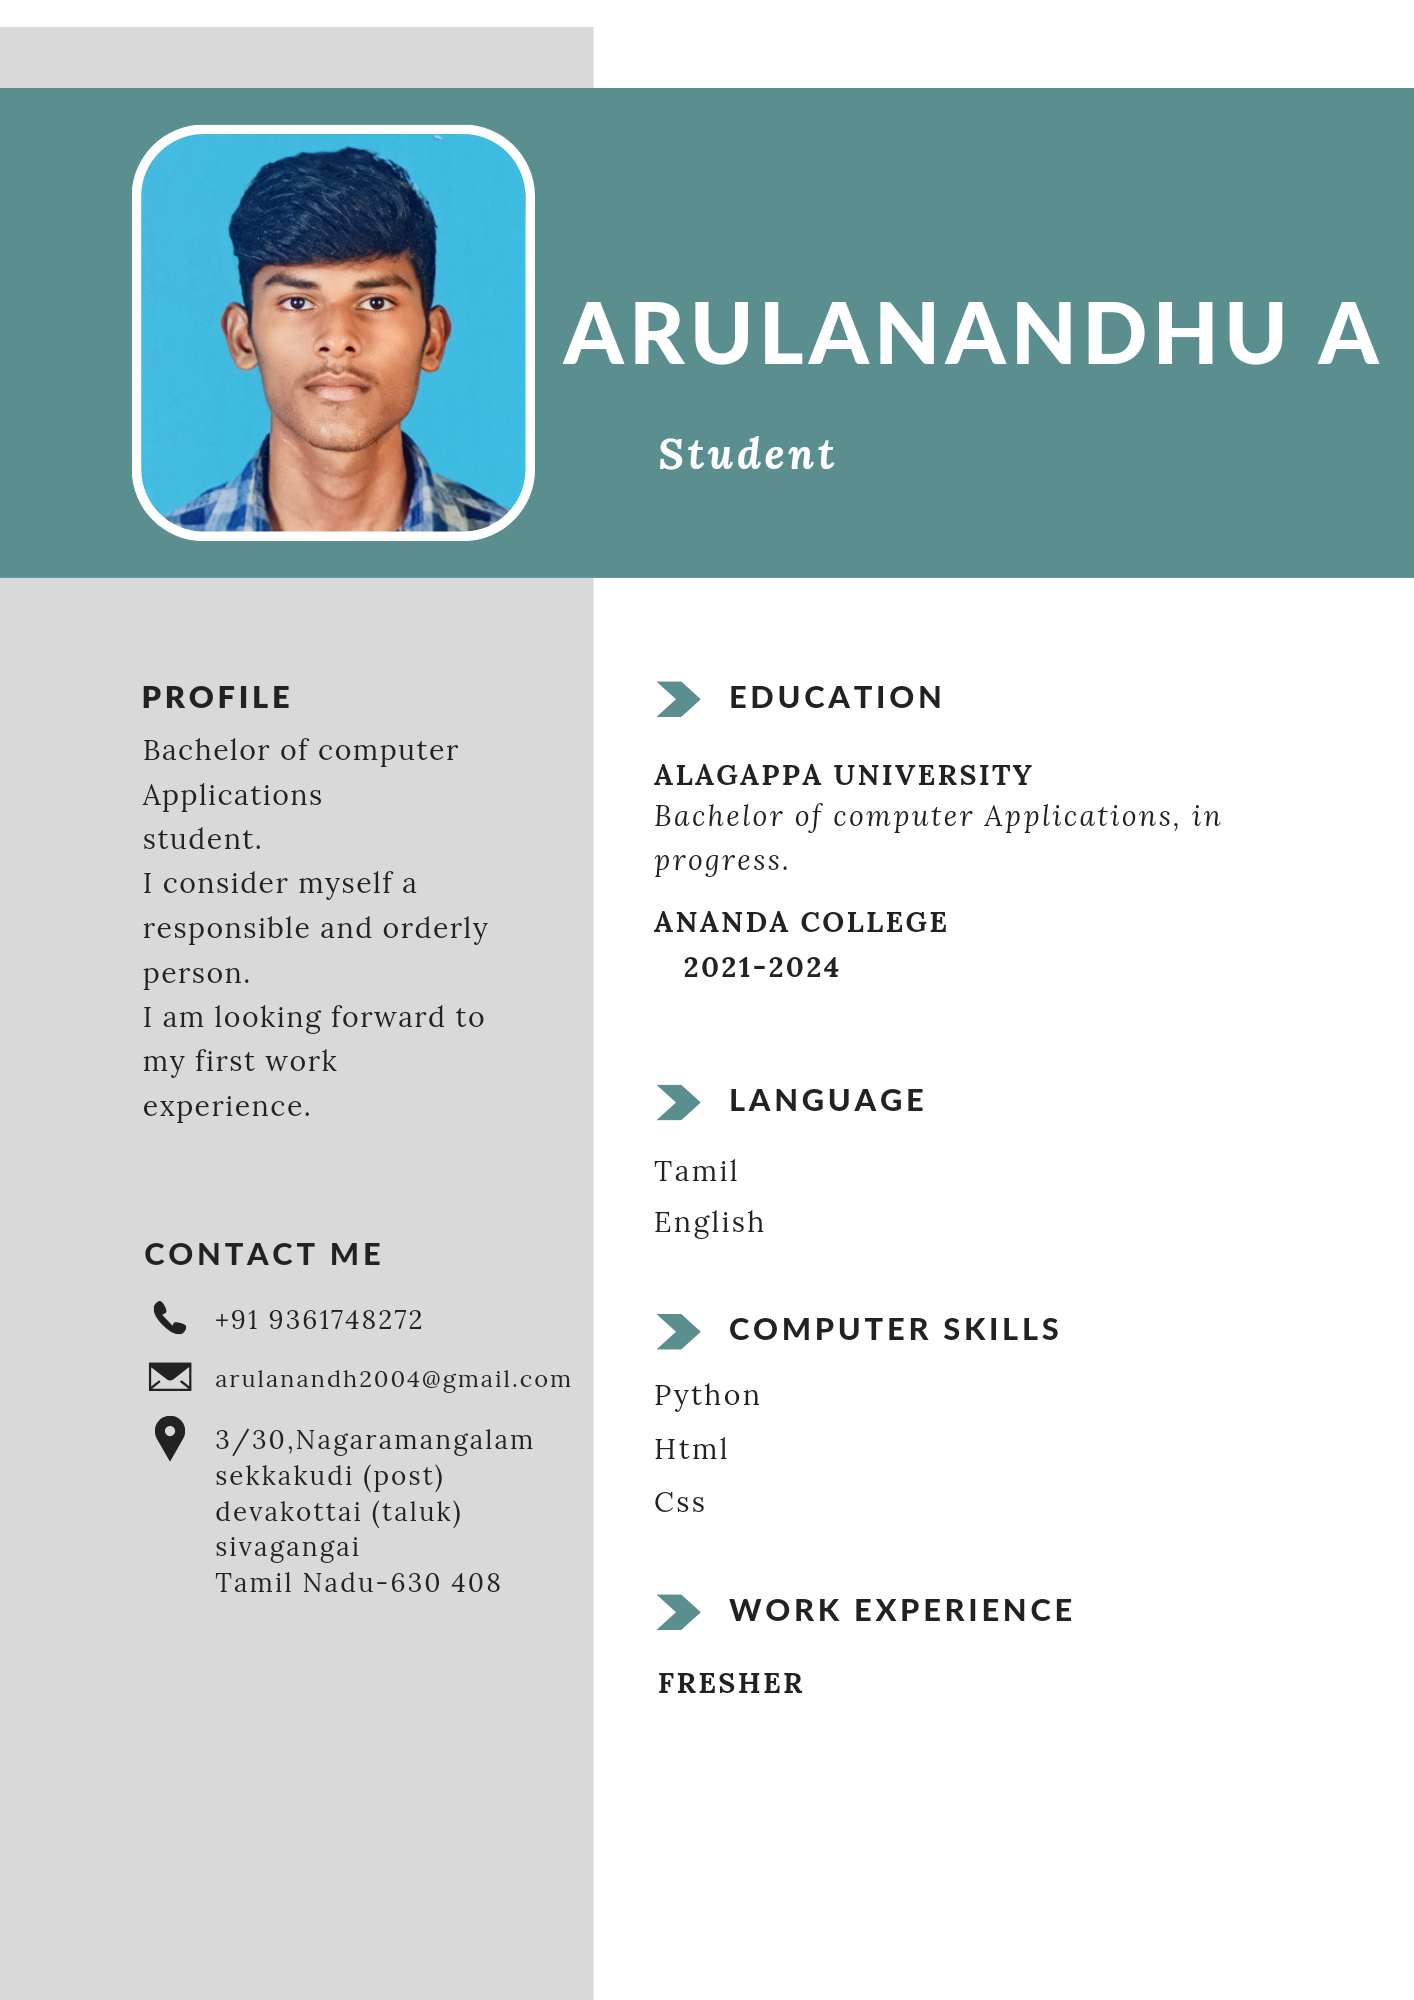 ARULANANDHU A
Student
PROFILE
Bachelor of computer
Applications
student.
I consider myself a
responsible and orderly
person.
I am looking forward to
my first work
experience.
CONTACT ME
+91 9361748272
arulanandh2004@gmail.com
3/30,Nagaramangalam
sekkakudi (post)
devakottai (taluk)
sivagangai
Tamil Nadu-630 408
EDUCATION
ALAGAPPA UNIVERSITY
Bachelor of computer Applications, in
progress.
ANANDA COLLEGE
2021-2024
LANGUAGE
Tamil
English
COMPUTER SKILLS
Python
Html
Css
WORK EXPERIENCE
FRESHER